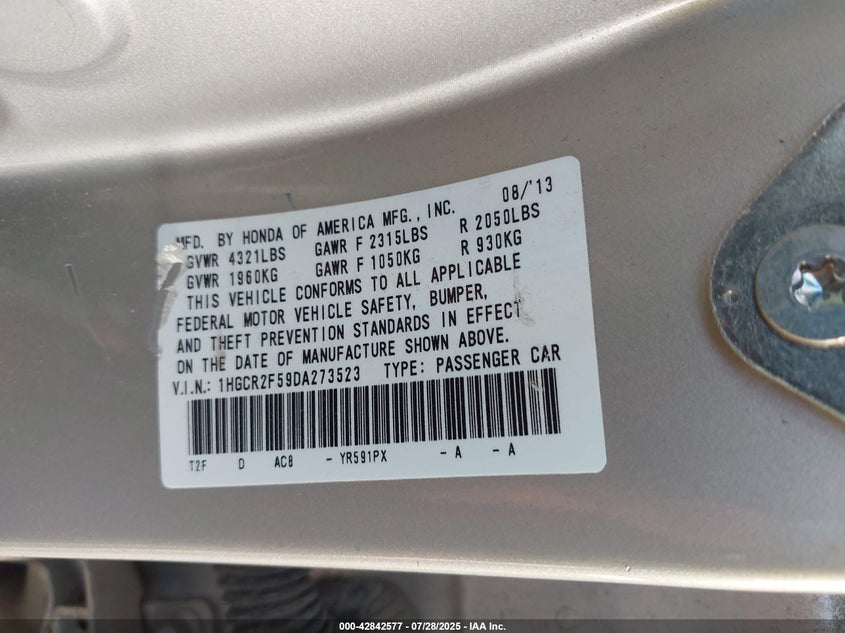 08/'13
MFD. BY HONDA OF AMERICA MFG., INC.
GVWR 4321LBS GAWR F 2315LBS R 2050LBS
GVWR 1960KG GAWR F 1050KG R 930KG
THIS VEHICLE CONFORMS TO ALL APPLICABLE
FEDERAL MOTOR VEHICLE SAFETY, BUMPER,
AND THEFT PREVENTION STANDARDS IN EFFECT
ON THE DATE OF MANUFACTURE SHOWN ABOVE.
V.I.N.: 1HGCR2F59DA273523 TYPE: PASSENGER CAR
T2F D AC8 - YR591PX - A - A
000-42842577 / 07/28/2025 - IAA Inc.